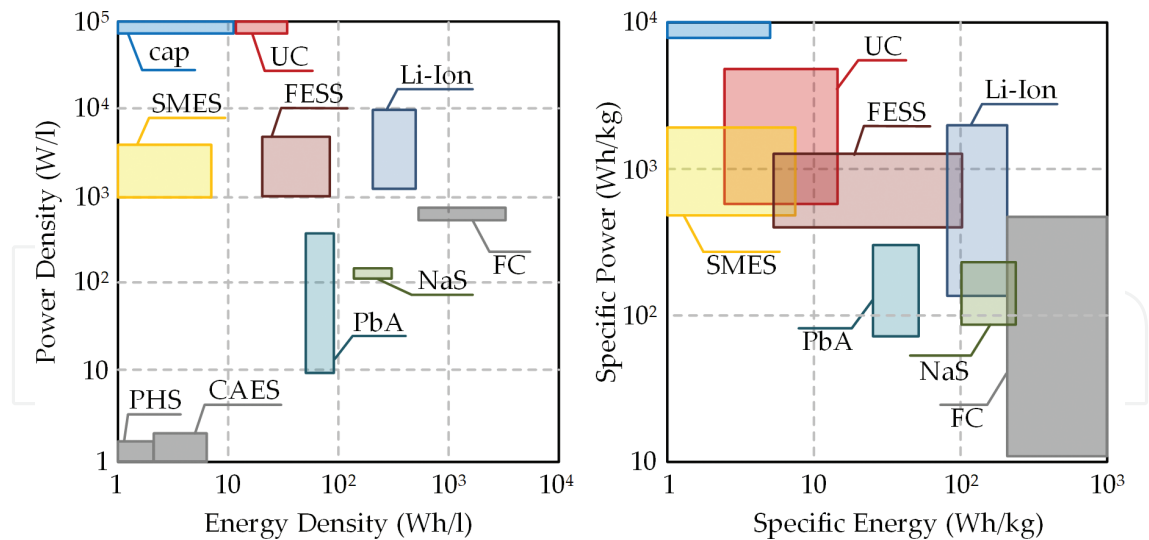 10⁵
cap
UC
Li-Ion
SMES
FESS
10⁴
10³
FC
10²
NaS
PbA
10
PHS
CAES
1
Power Density (W/l)
1 10 10² 10³ 10⁴
Energy Density (Wh/l)
10⁴
UC
Li-Ion
FESS
10³
SMES
10²
PbA
NaS
FC
10
Specific Power (Wh/kg)
1 10 10² 10³
Specific Energy (Wh/kg)